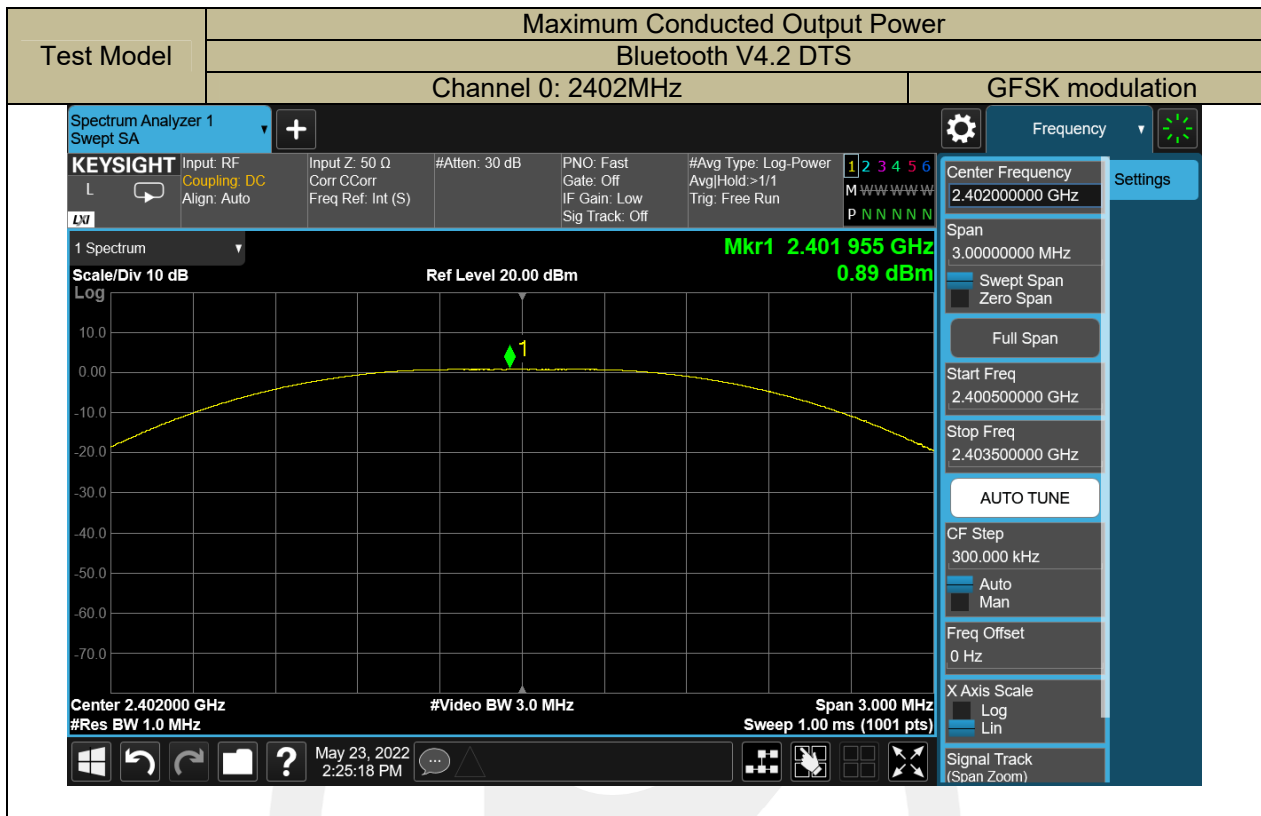 Test Model
Maximum Conducted Output Power
Bluetooth V4.2 DTS
Channel 0: 2402MHz
GFSK modulation
Spectrum Analyzer 1
Swept SA
Frequency
KEYSIGHT
L
LXI
Input: RF
Coupling: DC
Align: Auto
Input Z: 50 Ω
Corr CCorr
Freq Ref: Int (S)
#Atten: 30 dB
PNO: Fast
Gate: Off
IF Gain: Low
Sig Track: Off
#Avg Type: Log-Power
Avg|Hold:>1/1
Trig: Free Run
1 2 3 4 5 6
M W W W W W
P N N N N N
1 Spectrum
Mkr1 2.401 955 GHz
Scale/Div 10 dB
Ref Level 20.00 dBm
0.89 dBm
Log
10.0
1
0.00
-10.0
-20.0
-30.0
-40.0
-50.0
-60.0
-70.0
Center 2.402000 GHz
#Video BW 3.0 MHz
Span 3.000 MHz
#Res BW 1.0 MHz
Sweep 1.00 ms (1001 pts)
?
May 23, 2022
2:25:18 PM
Center Frequency
2.402000000 GHz
Settings
Span
3.00000000 MHz
Swept Span
Zero Span
Full Span
Start Freq
2.400500000 GHz
Stop Freq
2.403500000 GHz
AUTO TUNE
CF Step
300.000 kHz
Auto
Man
Freq Offset
0 Hz
X Axis Scale
Log
Lin
Signal Track
(Span Zoom)